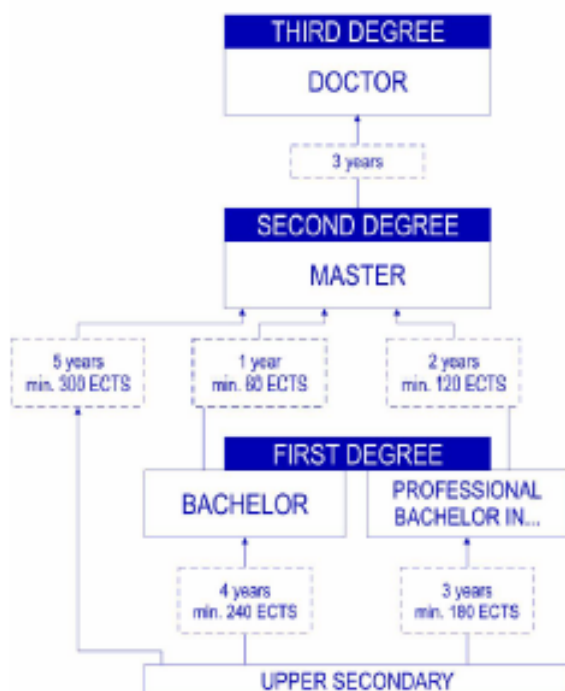 THIRD DEGREE
DOCTOR
3 years
SECOND DEGREE
MASTER
5 years
min. 300 ECTS
1 year
min. 60 ECTS
2 years
min. 120 ECTS
FIRST DEGREE
BACHELOR
PROFESSIONAL
BACHELOR IN...
4 years
min. 240 ECTS
3 years
min. 180 ECTS
UPPER SECONDARY